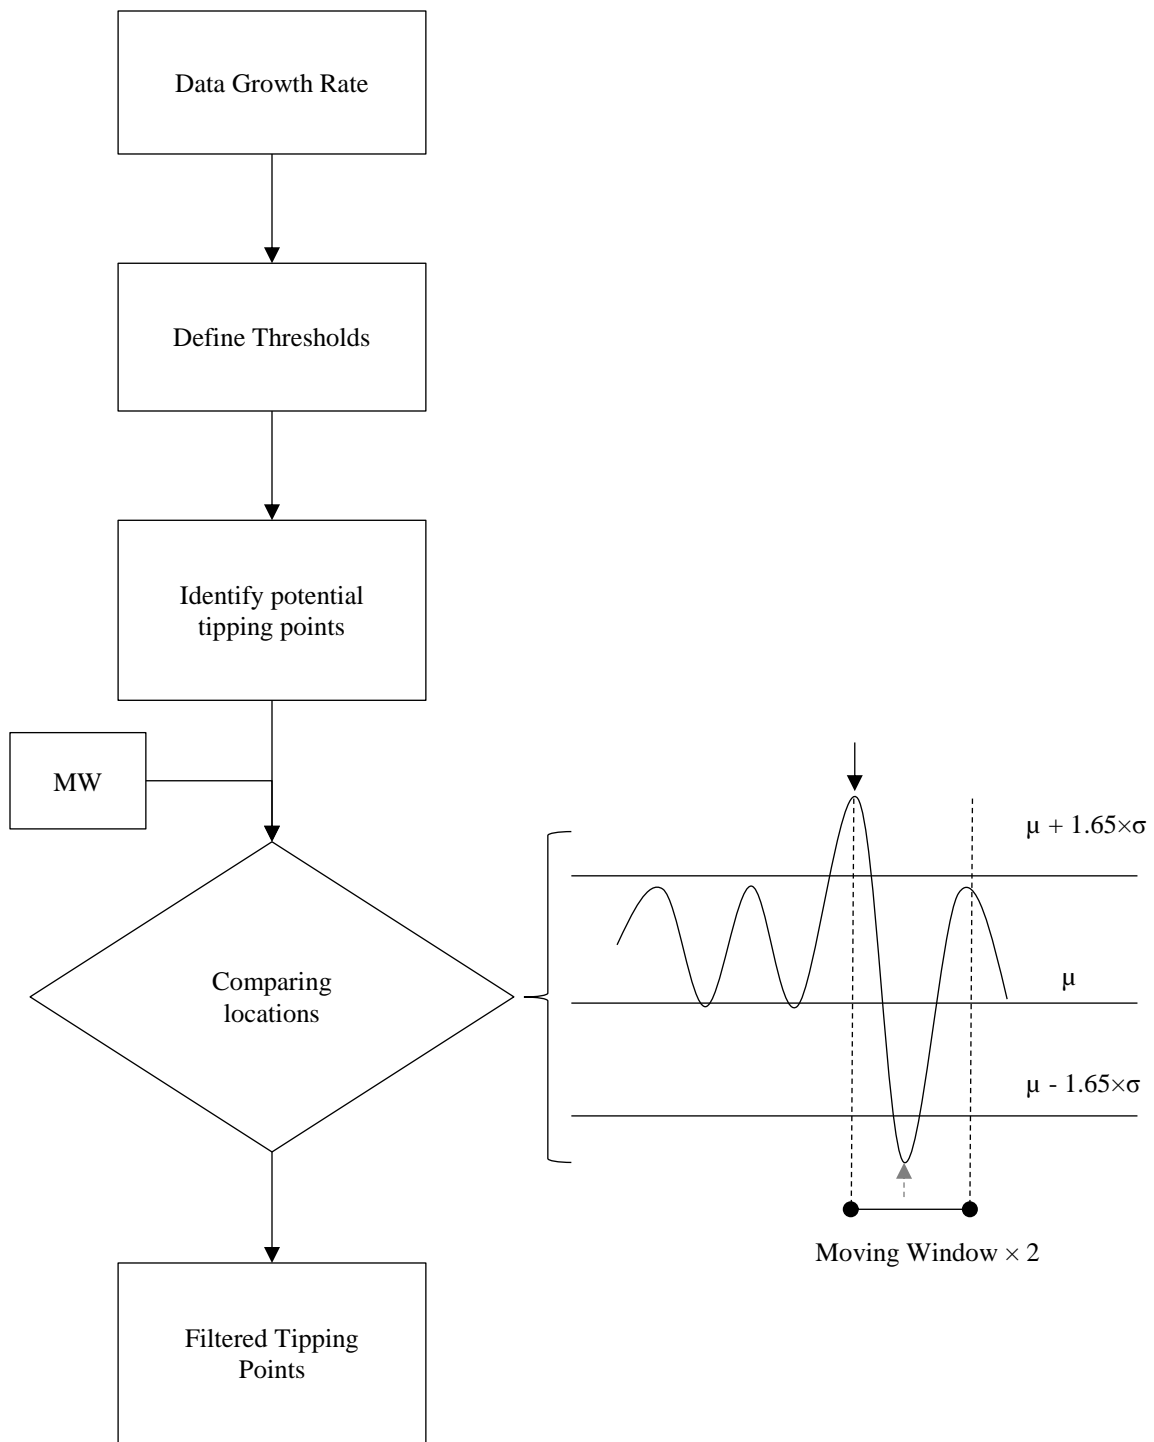 Data Growth Rate
Define Thresholds
Identify potential
tipping points
MW
Comparing
locations
μ + 1.65×σ
μ
μ - 1.65×σ
Moving Window × 2
Filtered Tipping
Points